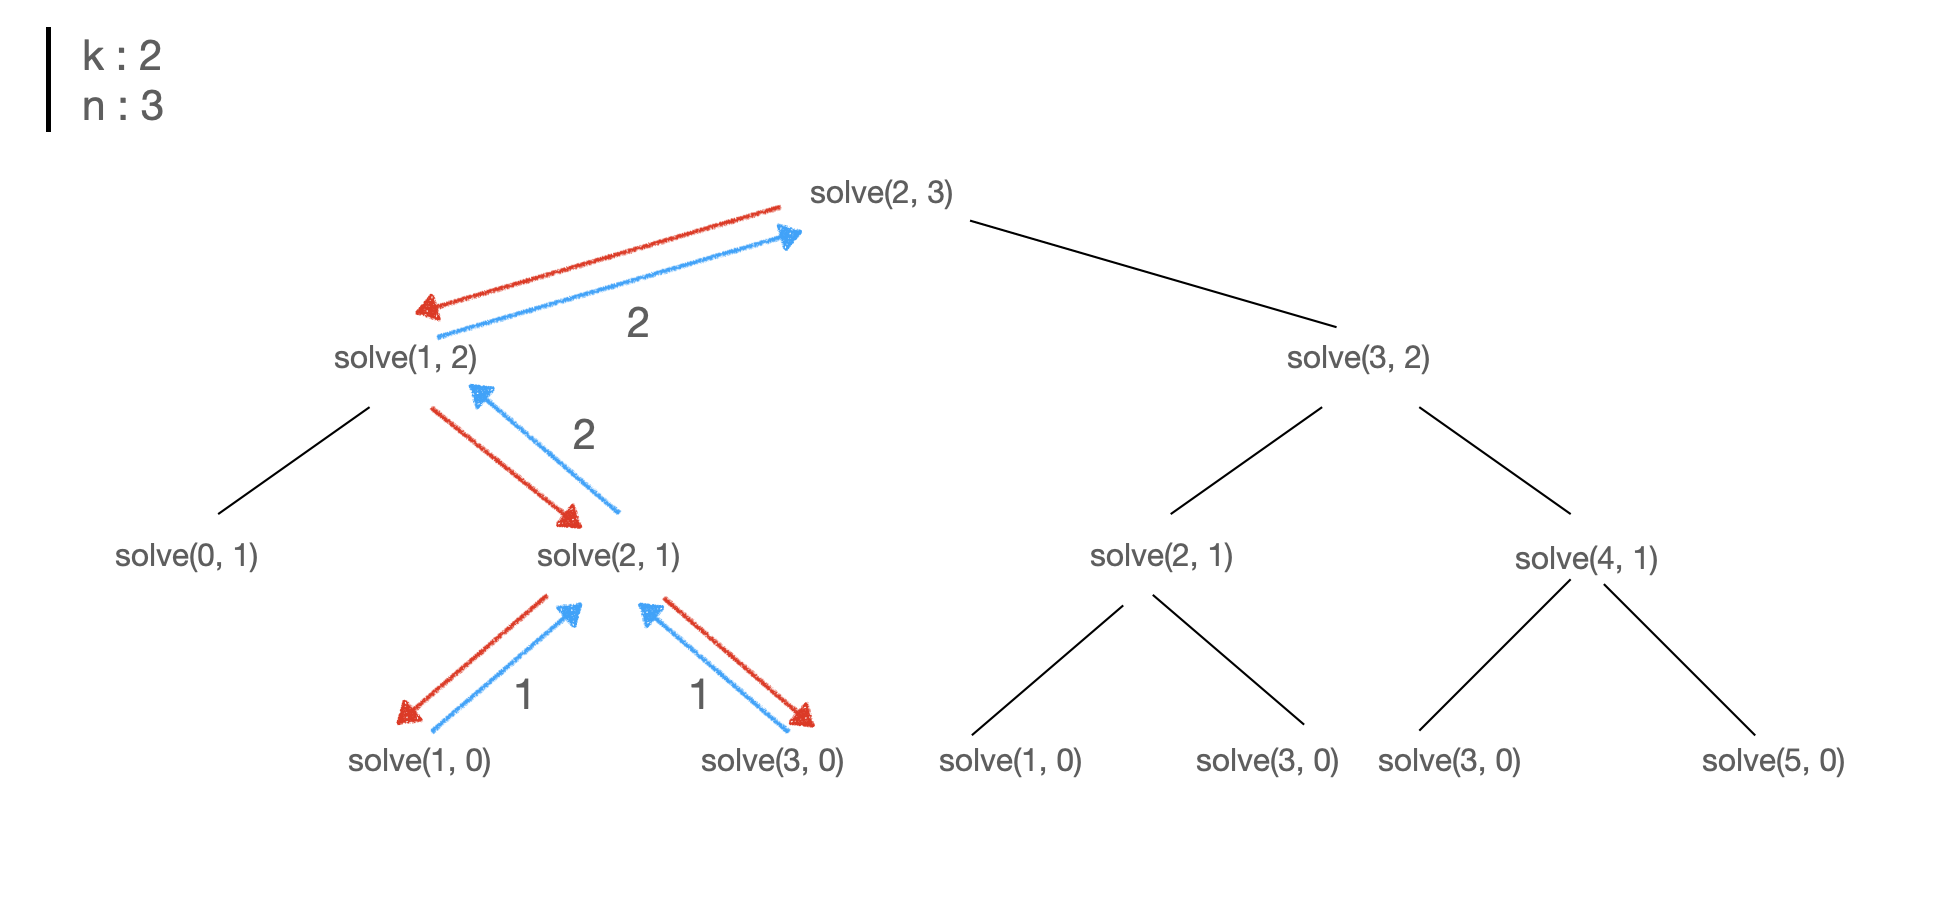 k : 2
n : 3
solve(2, 3)
2
solve(1, 2)
solve(3, 2)
2
solve(0, 1)
solve(2, 1)
solve(2, 1)
solve(4, 1)
1
1
solve(1, 0)
solve(3, 0)
solve(1, 0)
solve(3, 0)
solve(3, 0)
solve(5, 0)